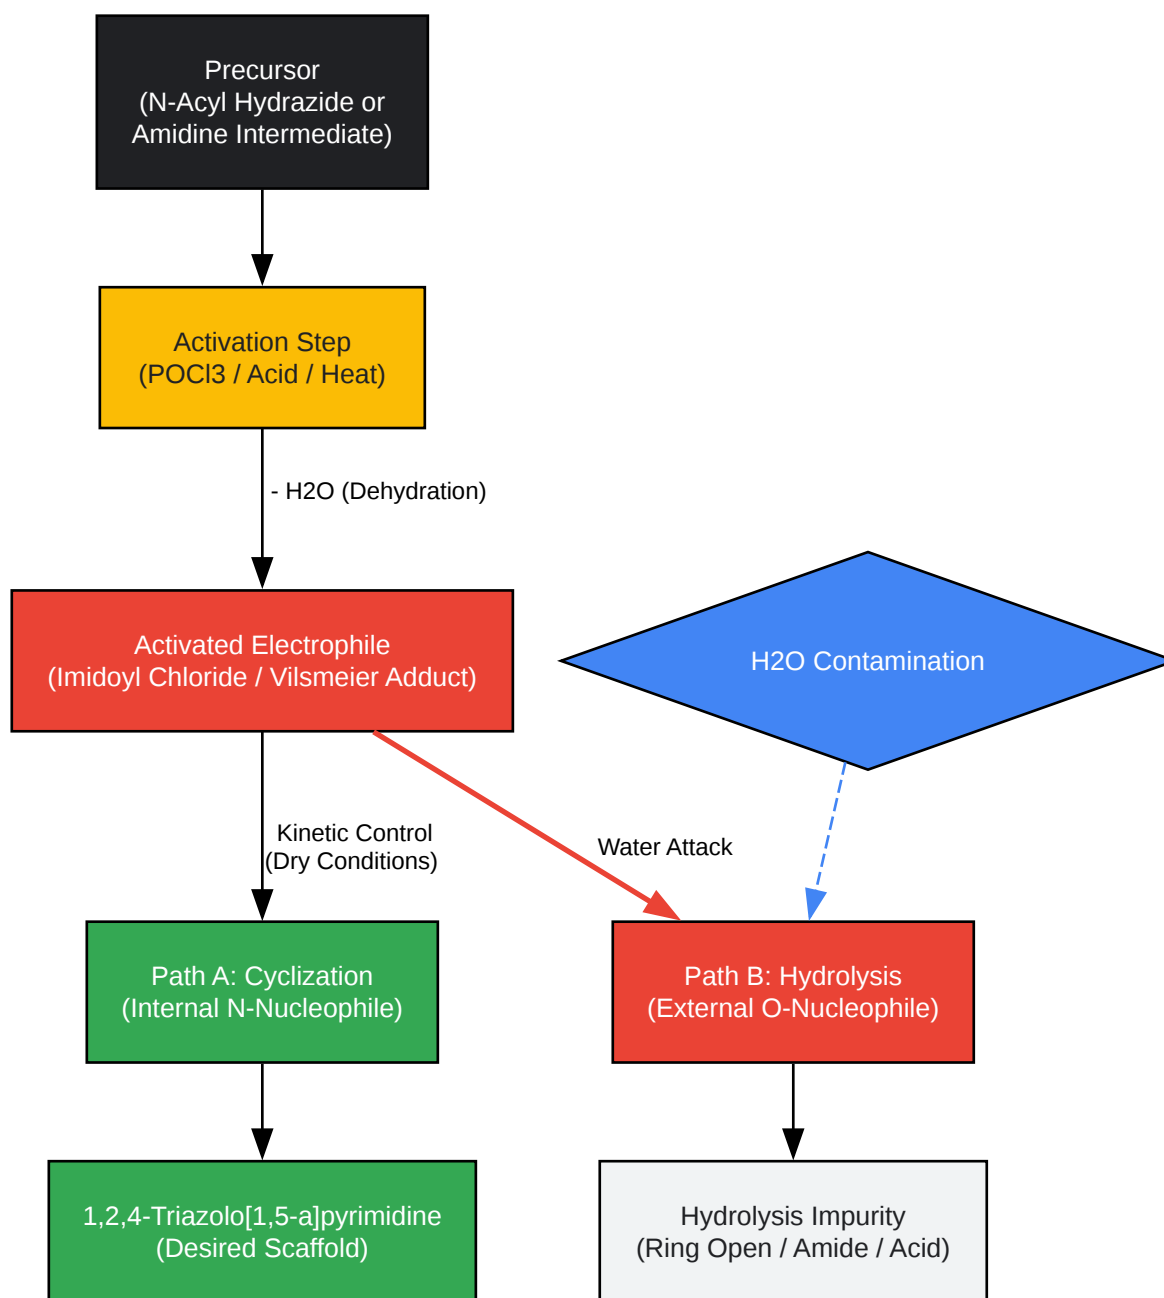 Precursor
(N-Acyl Hydrazide or
Amidine Intermediate)
Activation Step
(POCl3 / Acid / Heat)
- H2O (Dehydration)
Activated Electrophile
(Imidoyl Chloride / Vilsmeier Adduct)
H2O Contamination
Kinetic Control
(Dry Conditions)
Water Attack
Path A: Cyclization
(Internal N-Nucleophile)
Path B: Hydrolysis
(External O-Nucleophile)
1,2,4-Triazolo[1,5-a]pyrimidine
(Desired Scaffold)
Hydrolysis Impurity
(Ring Open / Amide / Acid)